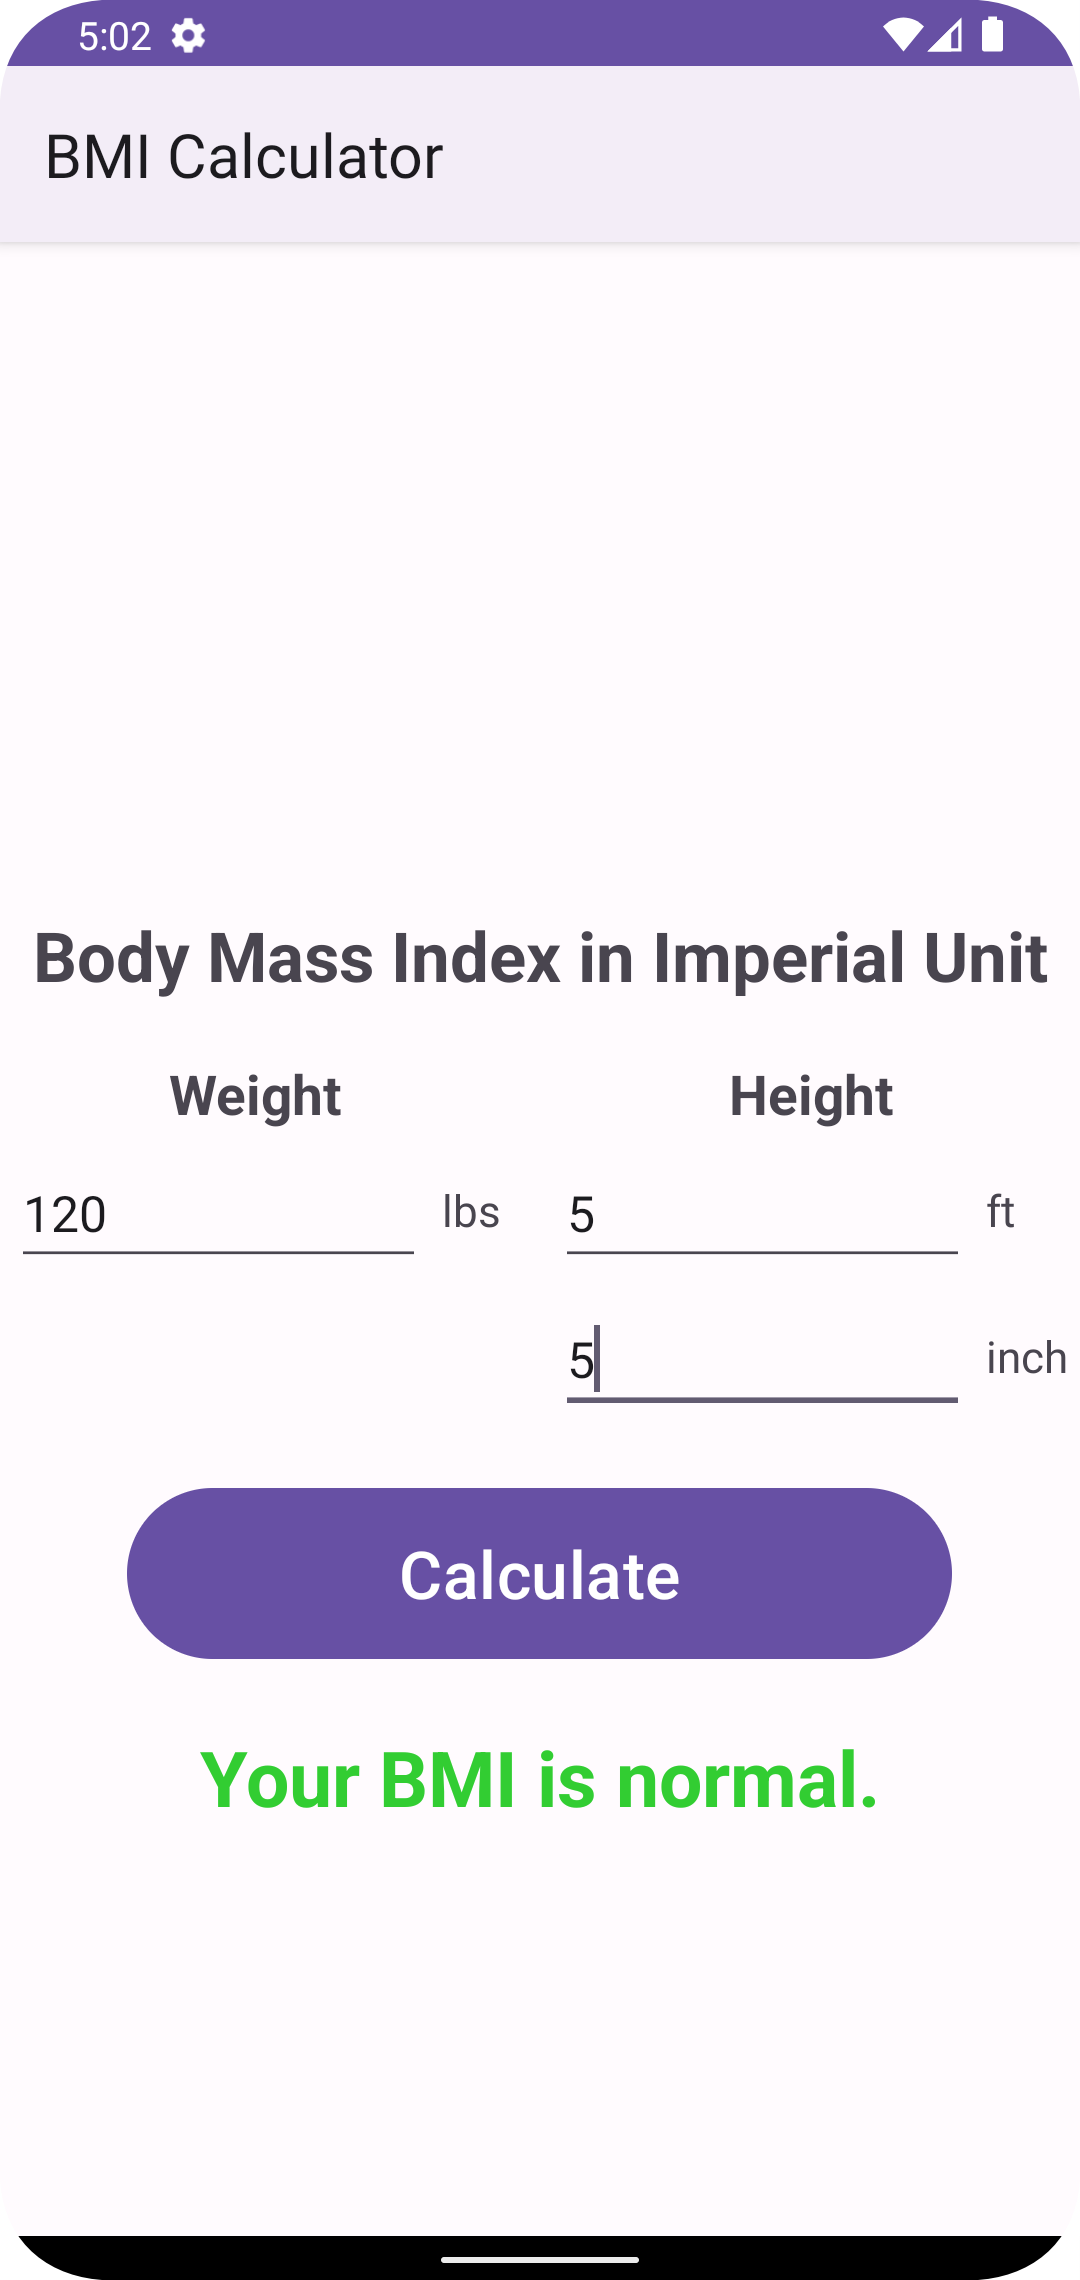 5:02
BMI Calculator
Body Mass Index in Imperial Unit
Weight Height
120 lbs 5 ft
5 inch
Calculate
Your BMI is normal.